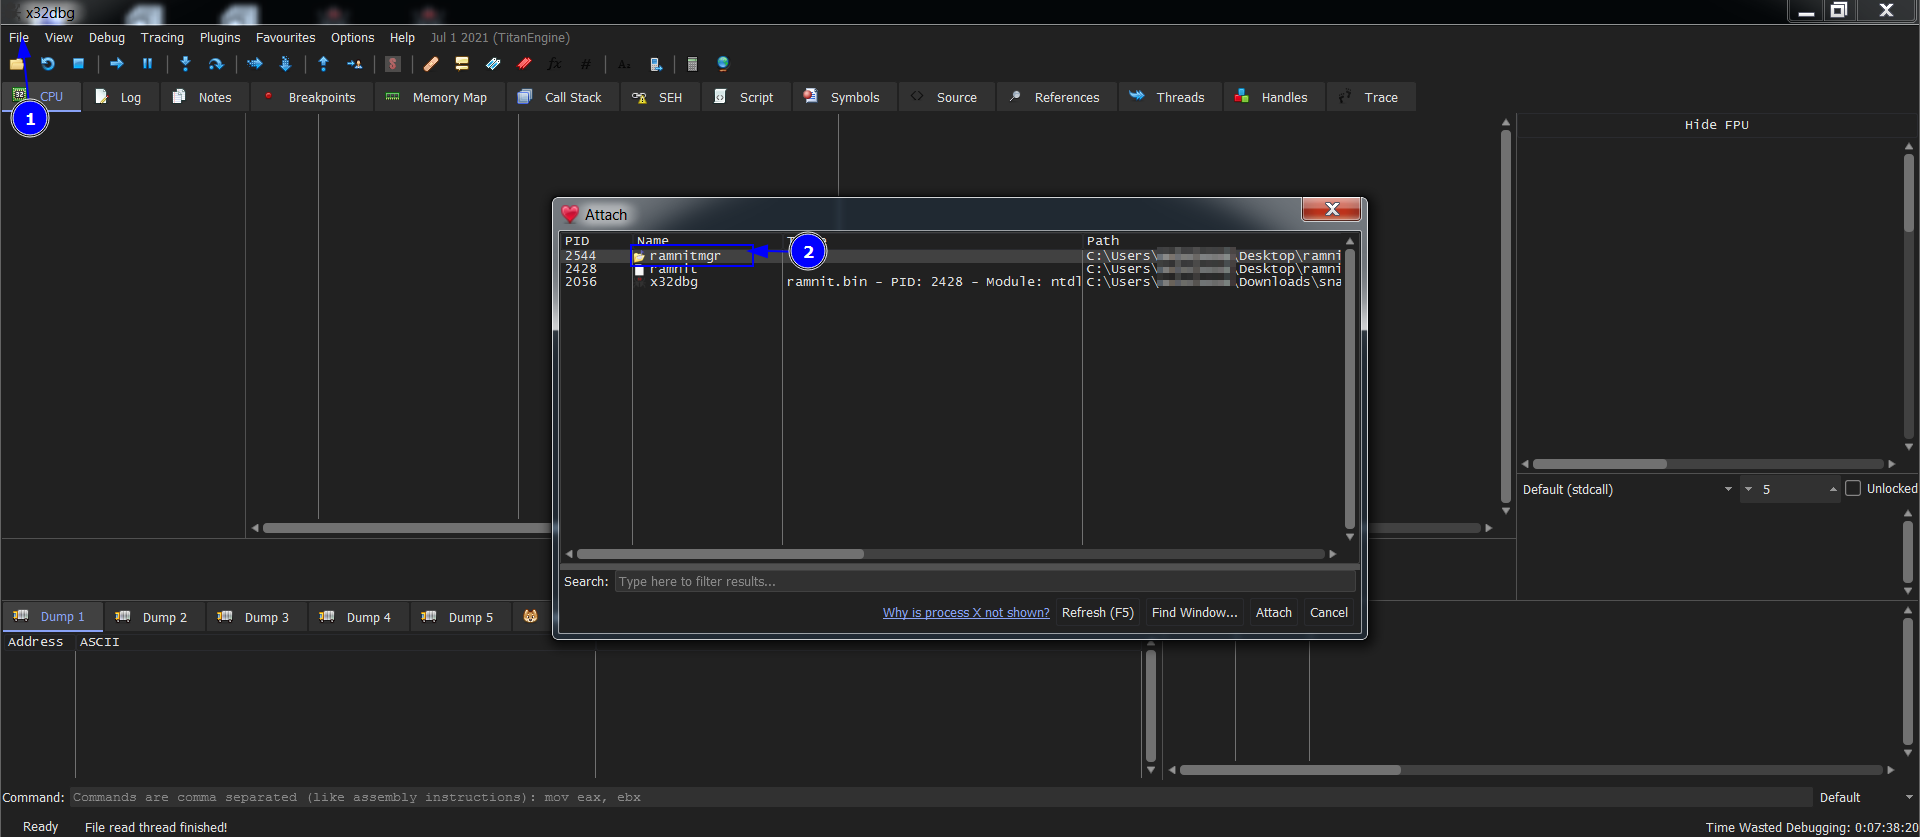 x32dbg
File View Debug Tracing Plugins Favourites Options Help Jul 1 2021 (TitanEngine)
CPU Log Notes Breakpoints Memory Map Call Stack SEH Script Symbols Source References Threads Handles Trace
1
Hide FPU
Attach
PID Name Path
2544 ramnitmgr C:\Users\ \Desktop\ramni
2
2428 ramnit C:\Users\ \Desktop\ramni
2056 x32dbg ramnit.bin - PID: 2428 - Module: ntdl C:\Users\ \Downloads\sna
Default (stdcall) 5 Unlocked
Search: Type here to filter results...
Why is process X not shown? Refresh (F5) Find Window... Attach Cancel
Dump 1 Dump 2 Dump 3 Dump 4 Dump 5
Address ASCII
Command: Commands are comma separated (like assembly instructions): mov eax, ebx Default
Ready File read thread finished! Time Wasted Debugging: 0:07:38:20